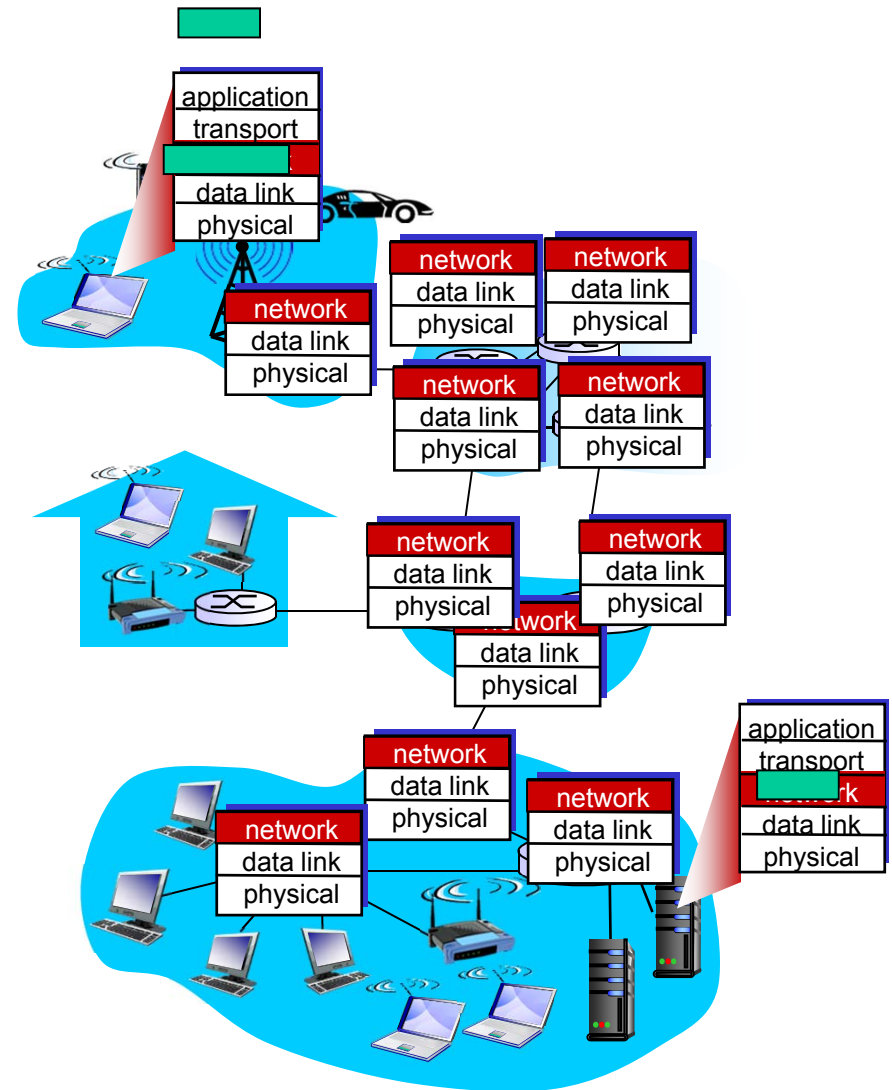 application
transport
data link
physical
network
data link
physical
network
data link
physical
network
data link
physical
network
data link
physical
network
data link
physical
network
data link
physical
network
data link
physical
network
data link
physical
application
transport
network
data link
physical
network
data link
physical
network
data link
physical
network
data link
physical